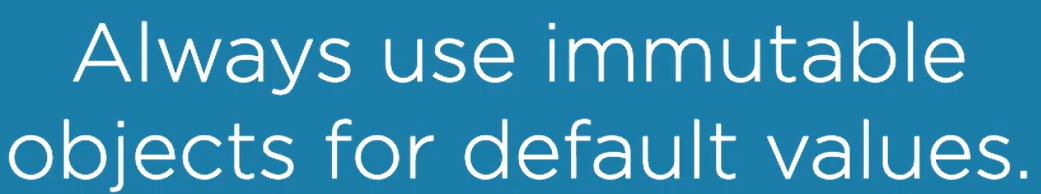 Always use immutable
objects for default values.